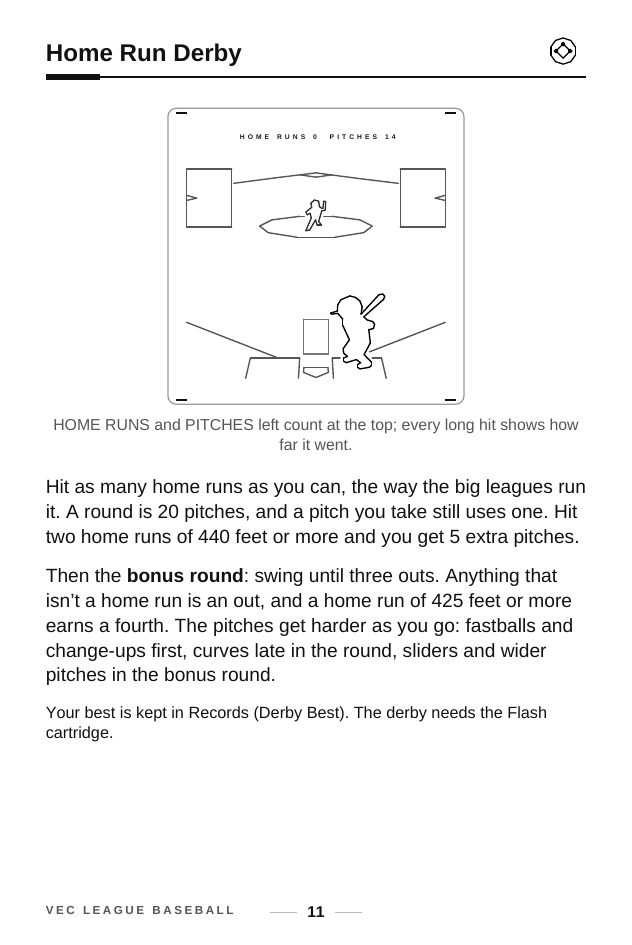 Home Run Derby
HOME RUNS 0 PITCHES 14
HOME RUNS and PITCHES left count at the top; every long hit shows how
far it went.
Hit as many home runs as you can, the way the big leagues run
it. A round is 20 pitches, and a pitch you take still uses one. Hit
two home runs of 440 feet or more and you get 5 extra pitches.
Then the bonus round: swing until three outs. Anything that
isn’t a home run is an out, and a home run of 425 feet or more
earns a fourth. The pitches get harder as you go: fastballs and
change-ups first, curves late in the round, sliders and wider
pitches in the bonus round.
Your best is kept in Records (Derby Best). The derby needs the Flash
cartridge.
VEC LEAGUE BASEBALL 11